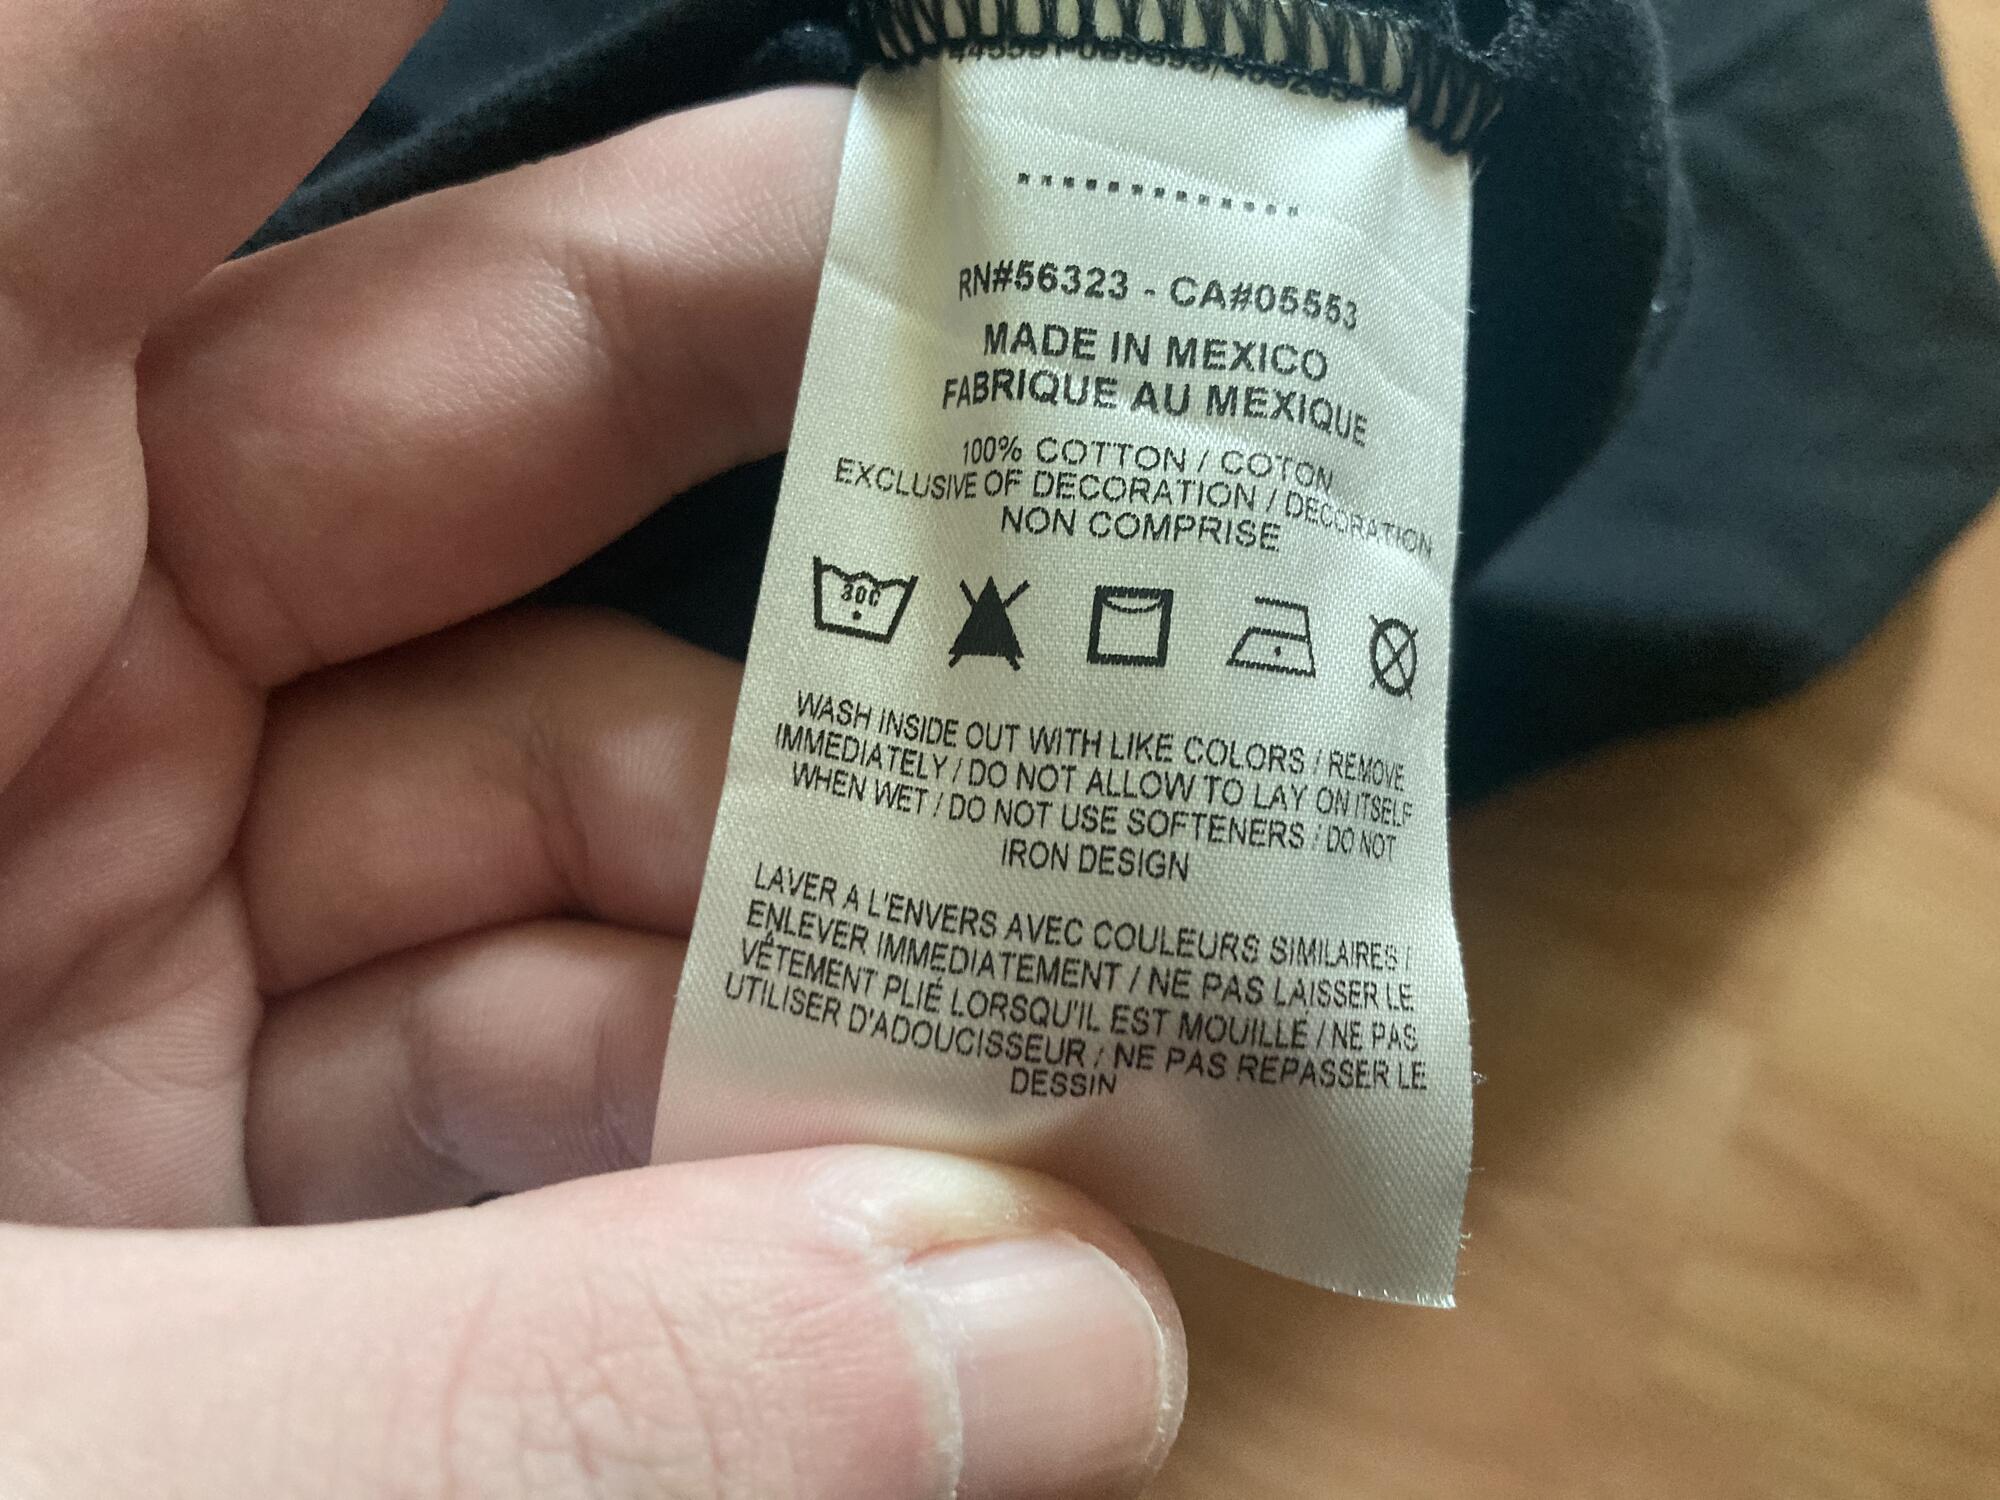 RN#56323 - CA#05553
MADE IN MEXICO
FABRIQUE AU MEXIQUE
100% COTTON / COTON
EXCLUSIVE OF DECORATION / DECORATION
NON COMPRISE
30C
WASH INSIDE OUT WITH LIKE COLORS / REMOVE
IMMEDIATELY / DO NOT ALLOW TO LAY ON ITSELF
WHEN WET / DO NOT USE SOFTENERS / DO NOT
IRON DESIGN
LAVER A L'ENVERS AVEC COULEURS SIMILAIRES /
ENLEVER IMMEDIATEMENT / NE PAS LAISSER LE
VÊTEMENT PLIÉ LORSQU'IL EST MOUILLÉ / NE PAS
UTILISER D'ADOUCISSEUR / NE PAS REPASSER LE
DESSIN